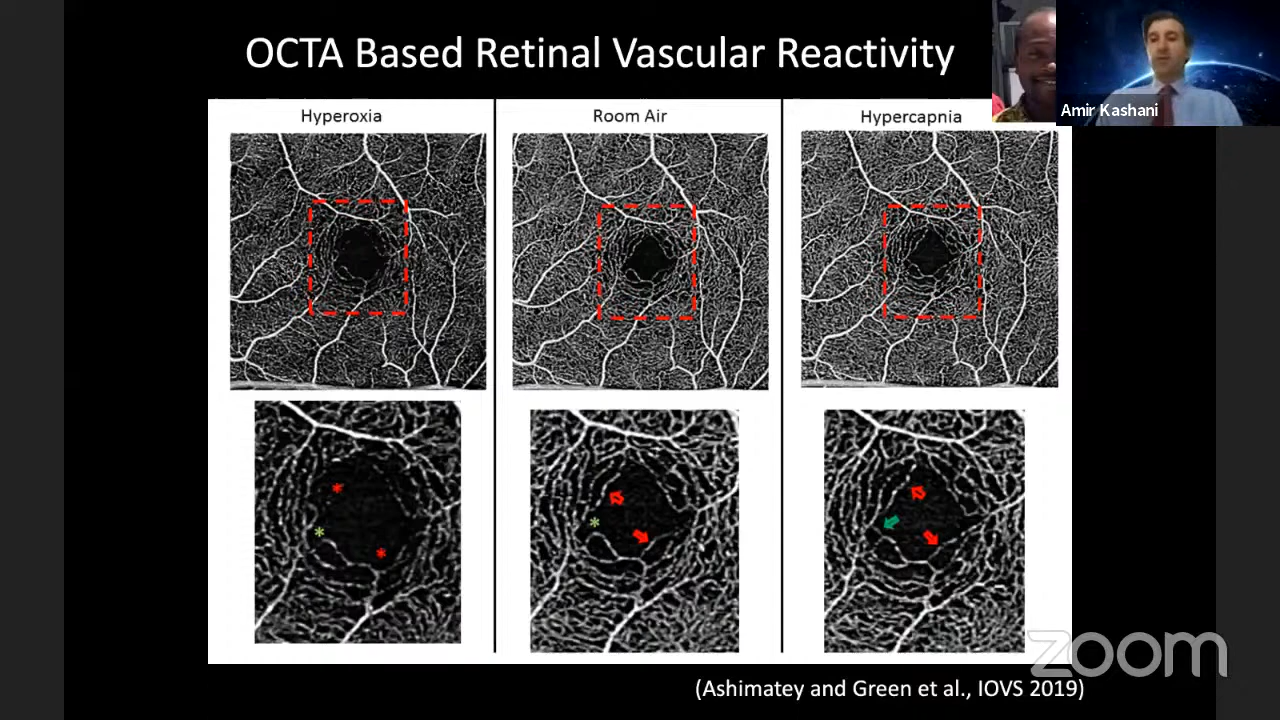 OCTA Based Retinal Vascular Reactivity
Amir Kashani
Hyperoxia
Room Air
Hypercapnia
*
*
*
*
zoom
(Ashimatey and Green et al., IOVS 2019)